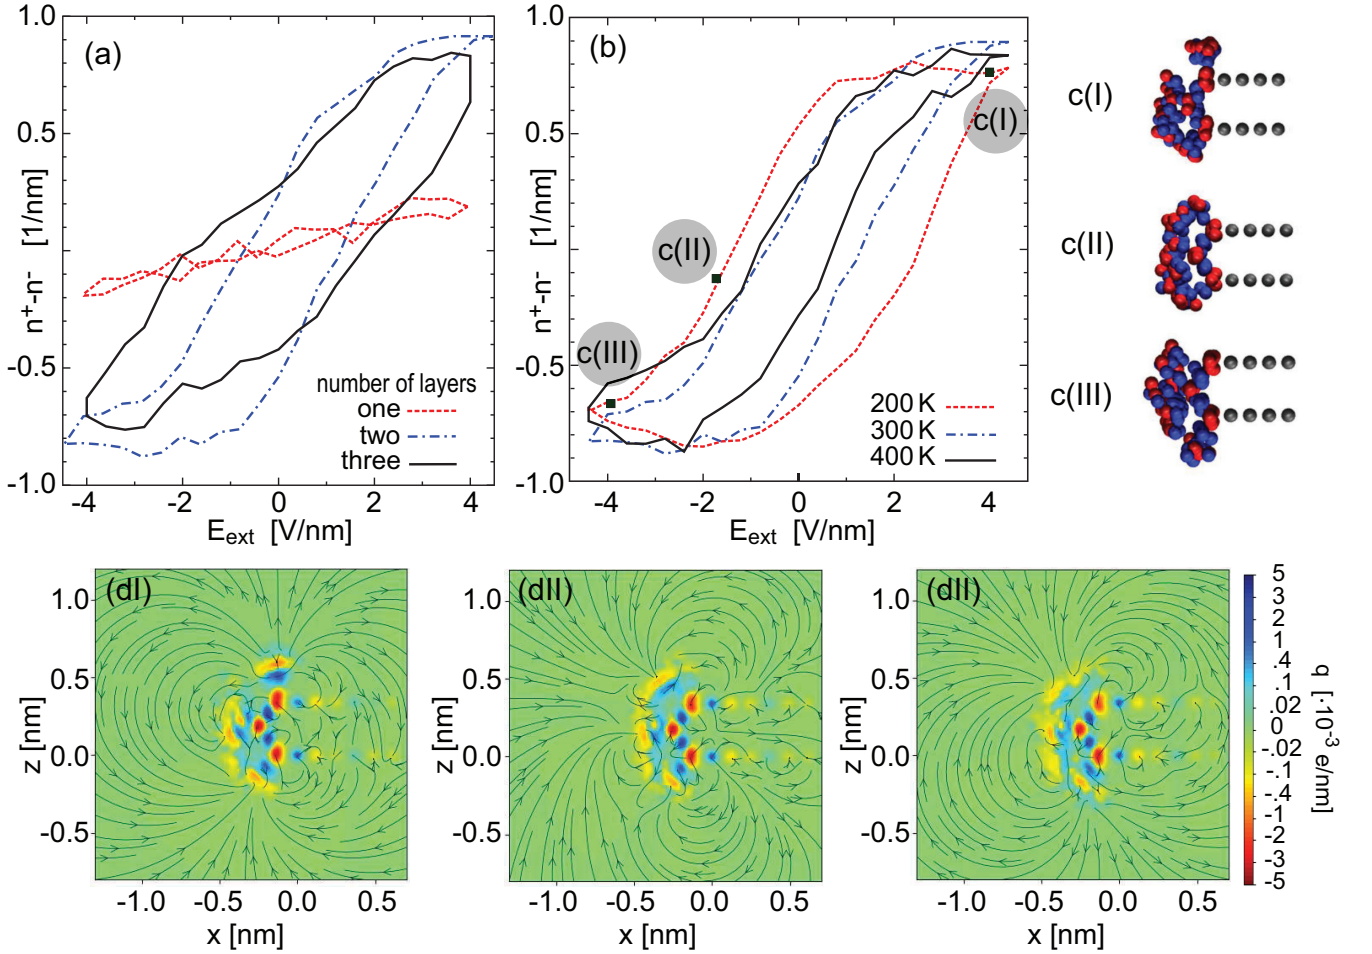 (a)
1.0
0.5
-0.5
-1.0
n⁺-n⁻ [1/nm]
-4 -2 0 2 4
E_ext [V/nm]
number of layers
one
two
three
(b)
1.0
0.5
-0.5
-1.0
n⁺-n⁻ [1/nm]
-4 -2 0 2 4
E_ext [V/nm]
c(I)
c(II)
c(III)
200 K
300 K
400 K
c(I)
c(II)
c(III)
(dI)
1.0
0.5
0.0
-0.5
z [nm]
-1.0 -0.5 0.0 0.5
x [nm]
(dII)
1.0
0.5
0.0
-0.5
z [nm]
-1.0 -0.5 0.0 0.5
x [nm]
(dII)
1.0
0.5
0.0
-0.5
z [nm]
-1.0 -0.5 0.0 0.5
x [nm]
5
3
2
1
.4
.1
.02
0
-.02
-.1
-.4
-1
-2
-3
-5
q [·10⁻³ e/nm]